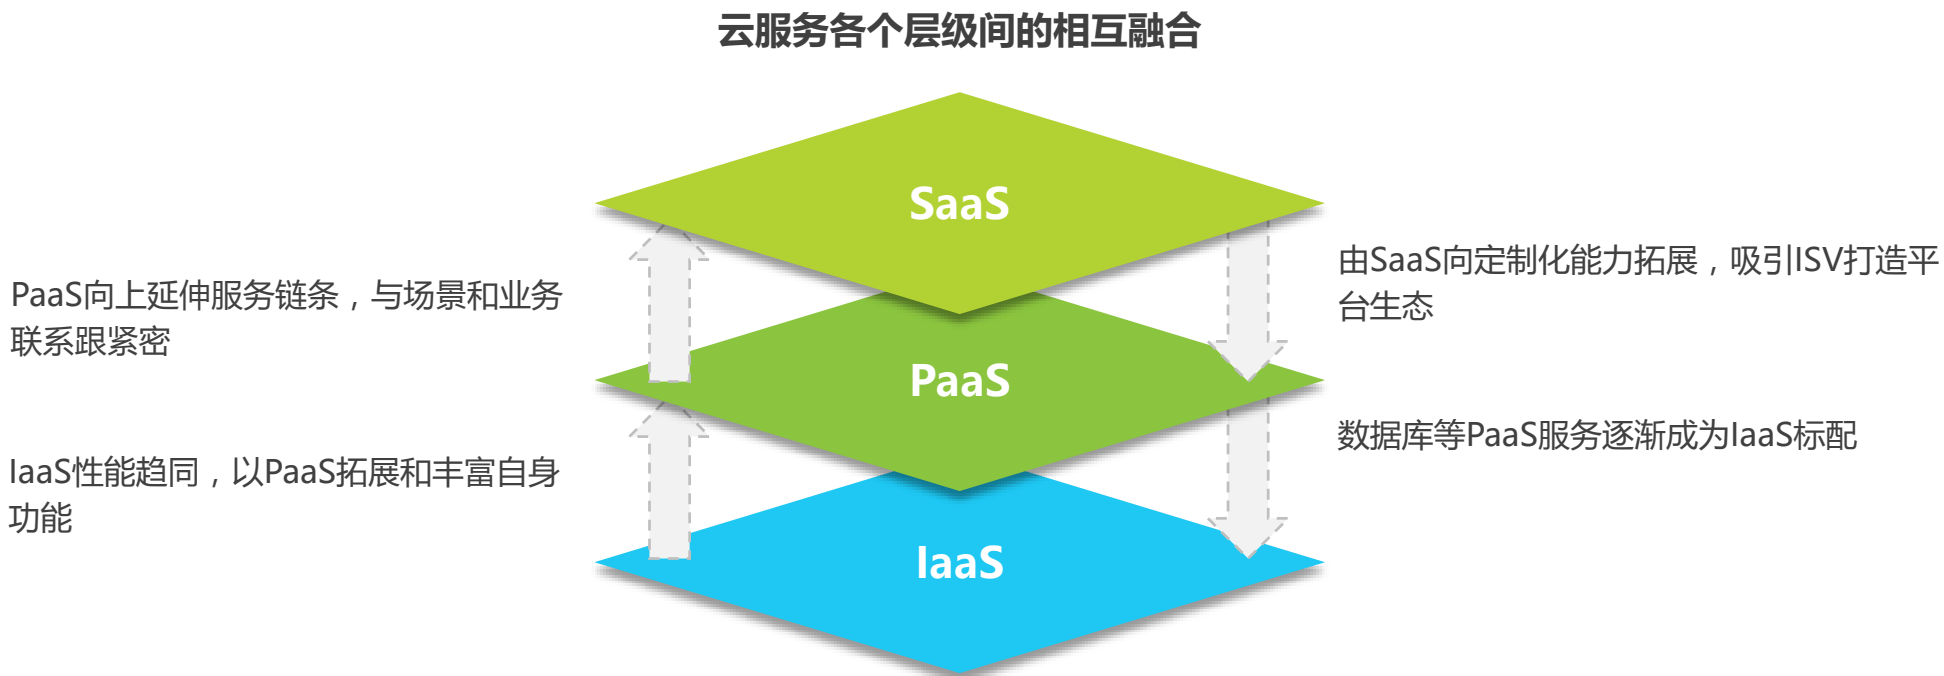 云服务各个层级间的相互融合
SaaS
由SaaS向定制化能力拓展，吸引ISV打造平
台生态
PaaS向上延伸服务链条，与场景和业务
联系跟紧密
PaaS
数据库等PaaS服务逐渐成为IaaS标配
IaaS性能趋同，以PaaS拓展和丰富自身
功能
IaaS